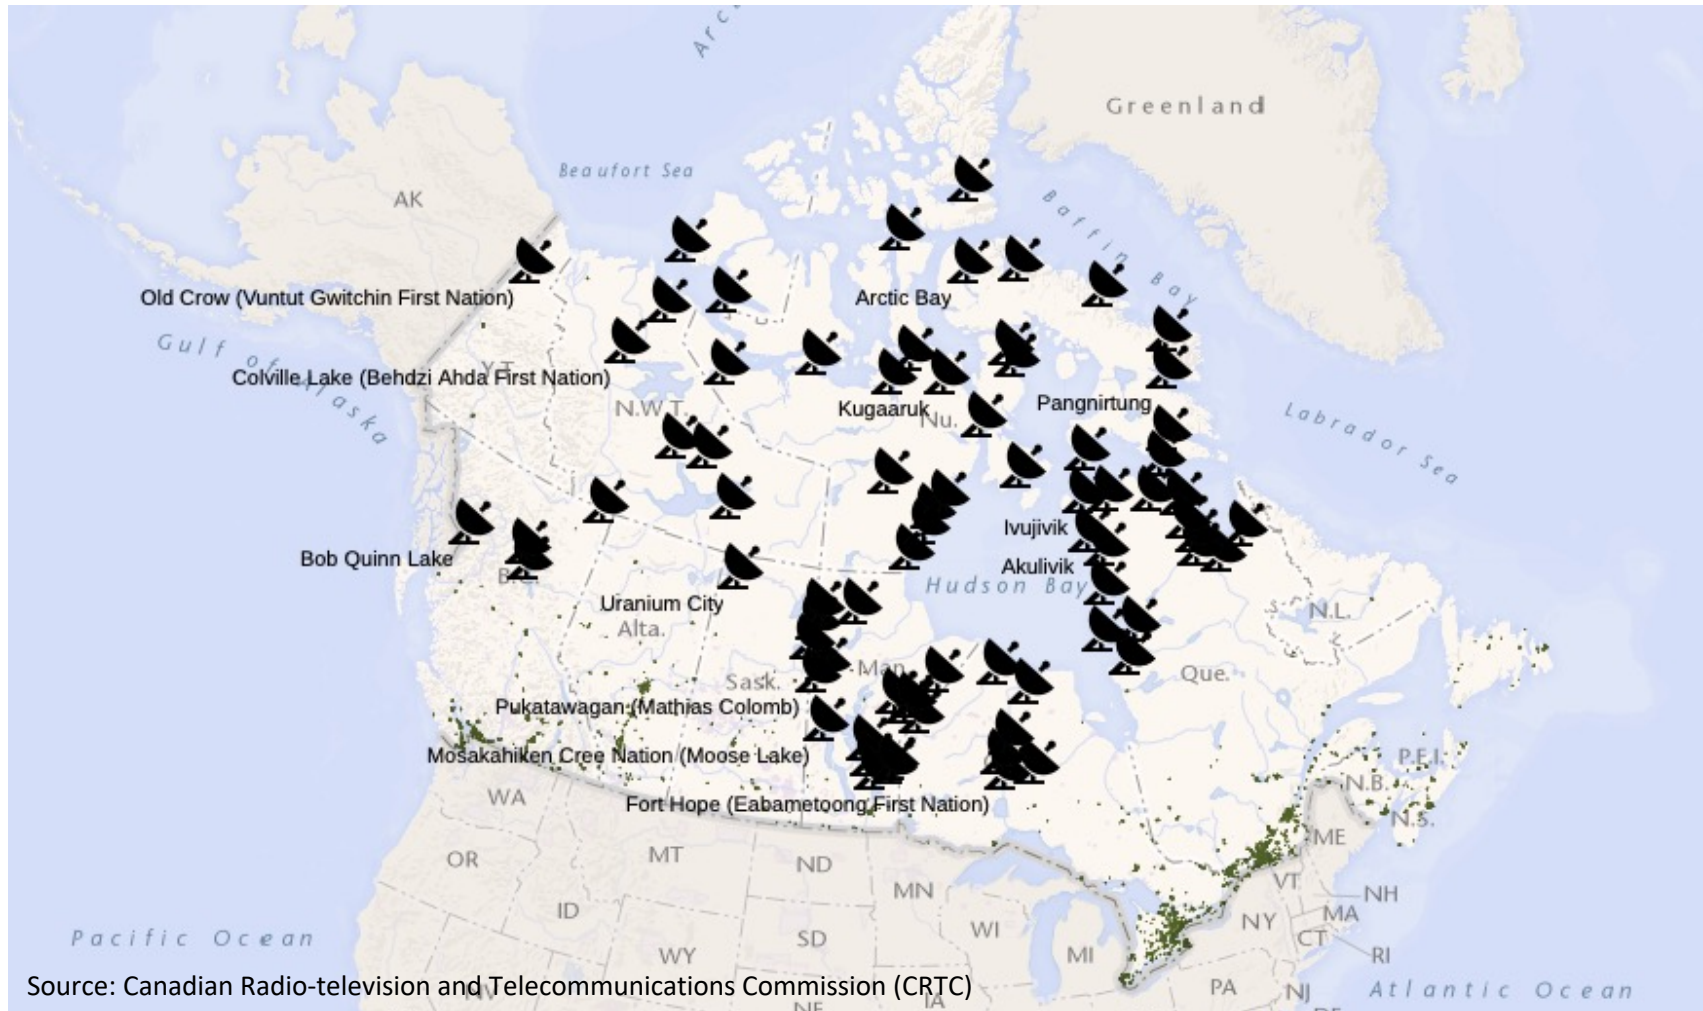 Arc
Greenland
Beaufort Sea
AK
Baffin Bay
Old Crow (Vuntut Gwitchin First Nation)
Arctic Bay
Gulf of Alaska
Y.T.
Colville Lake (Behdzi Ahda First Nation)
N.W.T.
Kugaaruk
Nu.
Pangnirtung
Labrador Sea
Ivujivik
Bob Quinn Lake
Akulivik
Hudson Bay
Uranium City
N.L.
Alta.
Man.
Que.
Sask.
Pukatawagan (Mathias Colomb)
Mosakahiken Cree Nation (Moose Lake)
P.E.I.
N.B.
WA
Fort Hope (Eabametoong First Nation)
N.S.
ME
OR
MT
ND
VT
MN
NH
ID
MA
NY
WI
SD
CT
Pacific Ocean
WY
MI
RI
Source: Canadian Radio-television and Telecommunications Commission (CRTC)
PA
NJ
Atlantic Ocean
NV
NE
IA